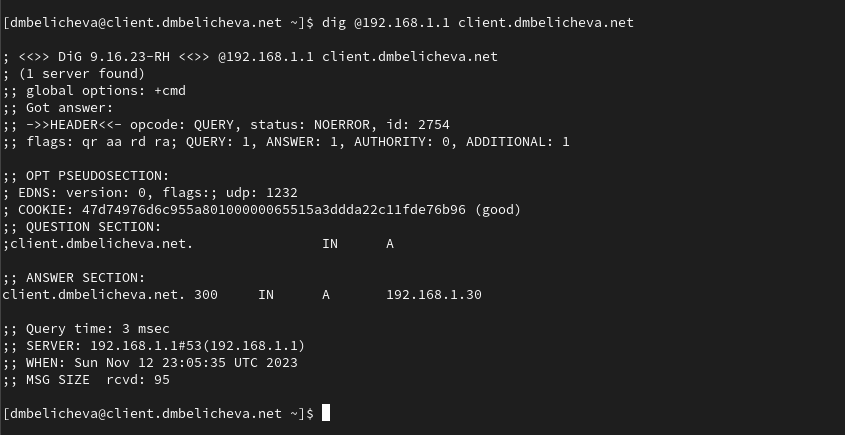 [dmbelicheva@client.dmbelicheva.net ~]$ dig @192.168.1.1 client.dmbelicheva.net
; <<>> DiG 9.16.23-RH <<>> @192.168.1.1 client.dmbelicheva.net
; (1 server found)
;; global options: +cmd
;; Got answer:
;; ->>HEADER<<- opcode: QUERY, status: NOERROR, id: 2754
;; flags: qr aa rd ra; QUERY: 1, ANSWER: 1, AUTHORITY: 0, ADDITIONAL: 1
;; OPT PSEUDOSECTION:
; EDNS: version: 0, flags:; udp: 1232
; COOKIE: 47d74976d6c955a80100000065515a3ddda22c11fde76b96 (good)
;; QUESTION SECTION:
;client.dmbelicheva.net. IN A
;; ANSWER SECTION:
client.dmbelicheva.net. 300 IN A 192.168.1.30
;; Query time: 3 msec
;; SERVER: 192.168.1.1#53(192.168.1.1)
;; WHEN: Sun Nov 12 23:05:35 UTC 2023
;; MSG SIZE rcvd: 95
[dmbelicheva@client.dmbelicheva.net ~]$